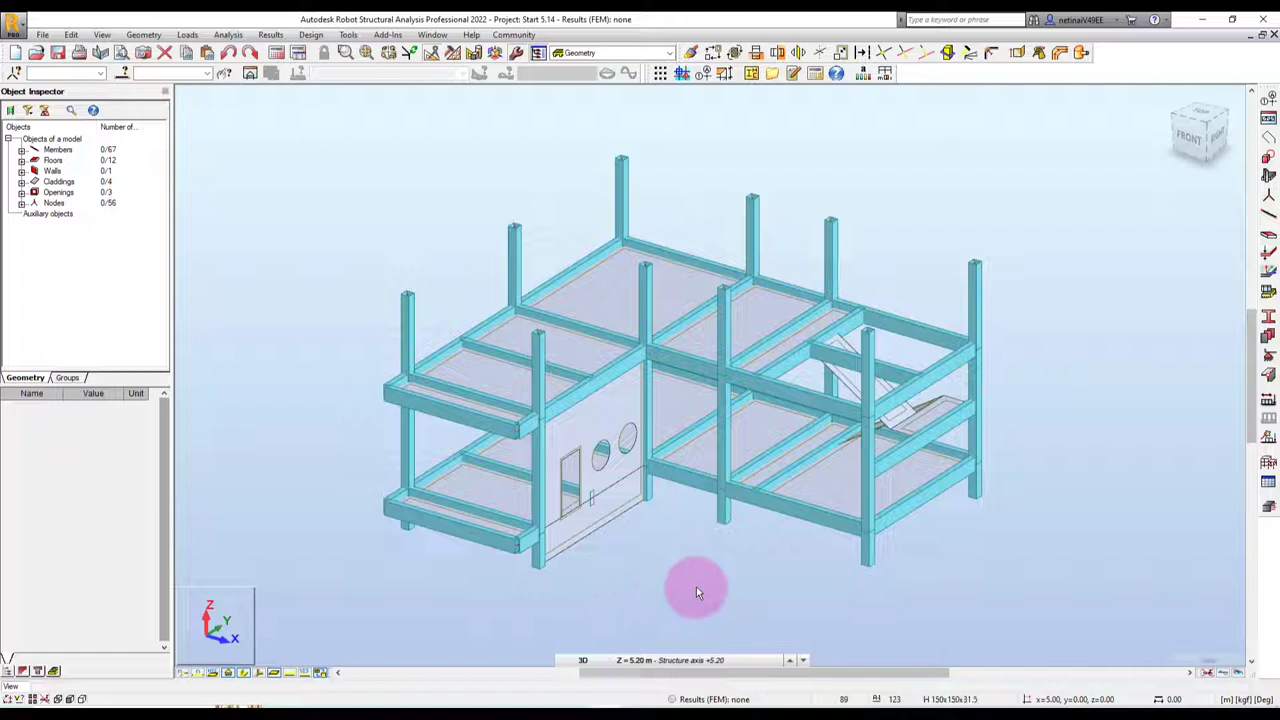 Autodesk Robot Structural Analysis Professional 2022 - Project: Start 5.14 - Results (FEM): none
Type a keyword or phrase
netinaiV49EE
PRO
File Edit View Geometry Loads Analysis Results Design Tools Add-Ins Window Help Community
Geometry
Object Inspector
Objects Number of...
Objects of a model
Members 0/67
Floors 0/12
Walls 0/1
Claddings 0/4
Openings 0/3
Nodes 0/56
Auxiliary objects
Geometry Groups
Name Value Unit
FRONT
RIGHT
TOP
Z
Y
X
3D Z = 5.20 m - Structure axis +5.20
View
Results (FEM): none 89 123 H 150x150x31.5 x=5.00, y=0.00, z=0.00 0.00 [m] [kgf] [Deg]